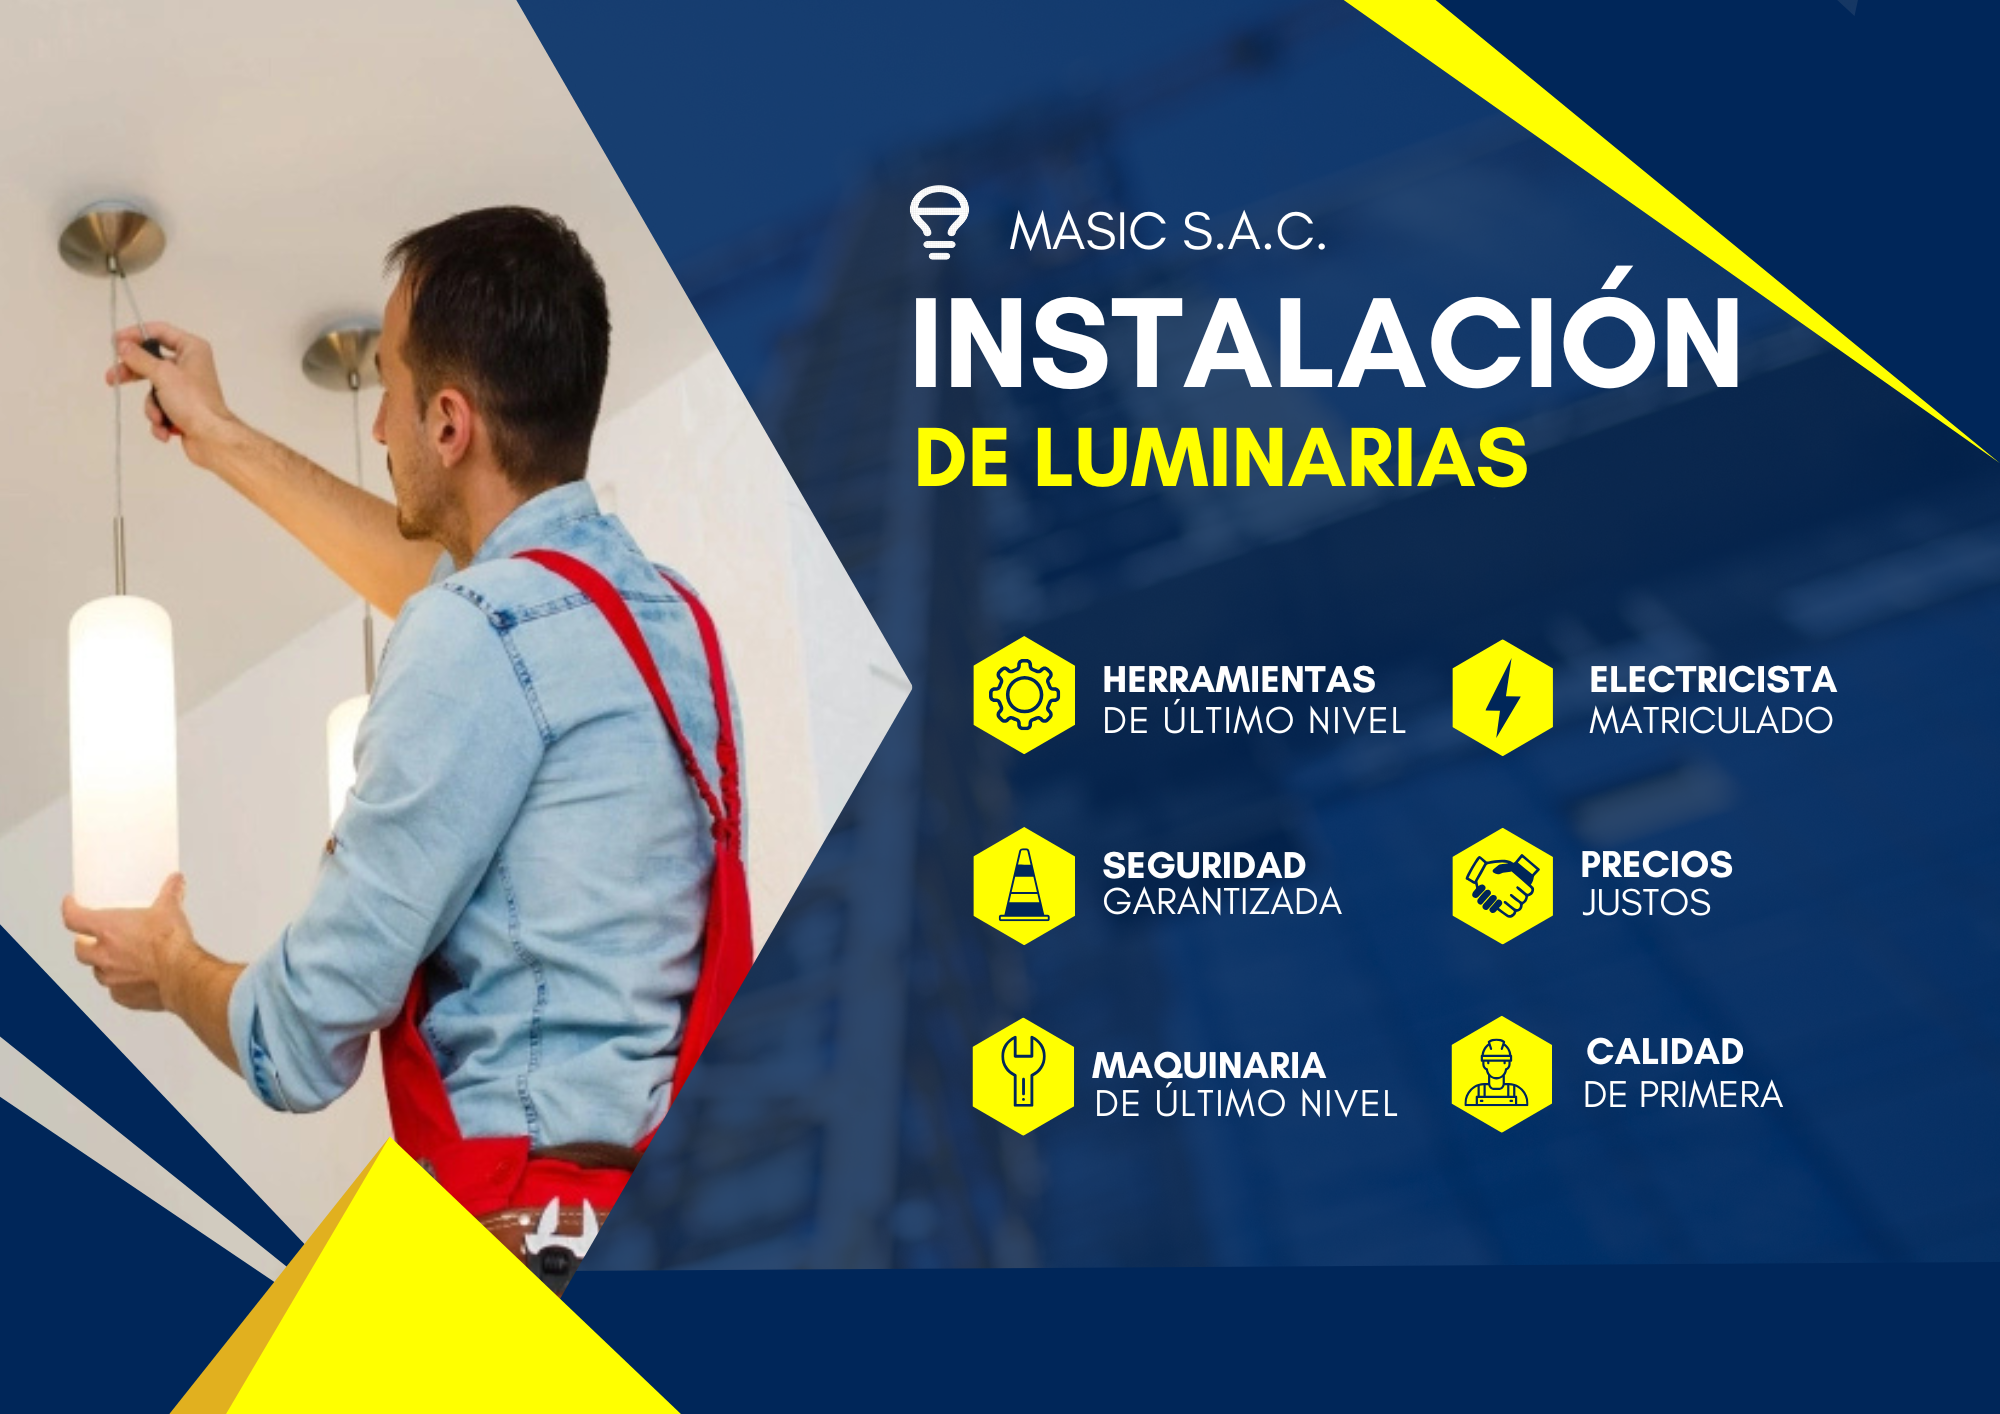 MASIC S.A.C.
INSTALACIÓN
DE LUMINARIAS
HERRAMIENTAS
DE ÚLTIMO NIVEL
ELECTRICISTA
MATRICULADO
SEGURIDAD
GARANTIZADA
PRECIOS
JUSTOS
MAQUINARIA
DE ÚLTIMO NIVEL
CALIDAD
DE PRIMERA